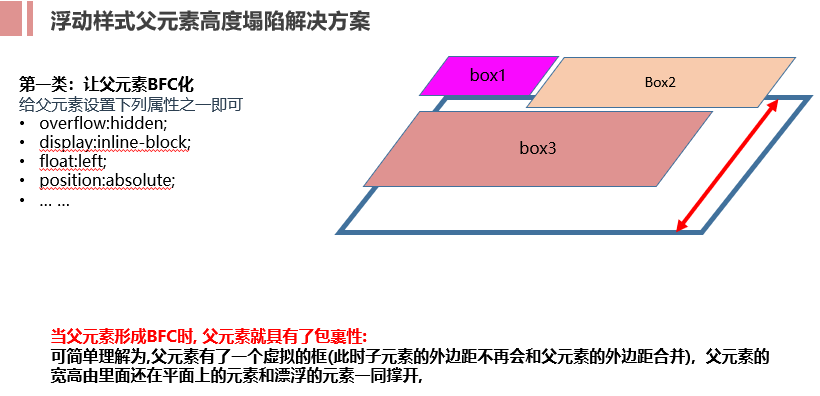 浮动样式父元素高度塌陷解决方案
第一类：让父元素BFC化
给父元素设置下列属性之一即可
• overflow:hidden;
• display:inline-block;
• float:left;
• position:absolute;
• … …
box1
Box2
box3
当父元素形成BFC时, 父元素就具有了包裹性:
可简单理解为,父元素有了一个虚拟的框(此时子元素的外边距不再会和父元素的外边距合并)，父元素的
宽高由里面还在平面上的元素和漂浮的元素一同撑开,